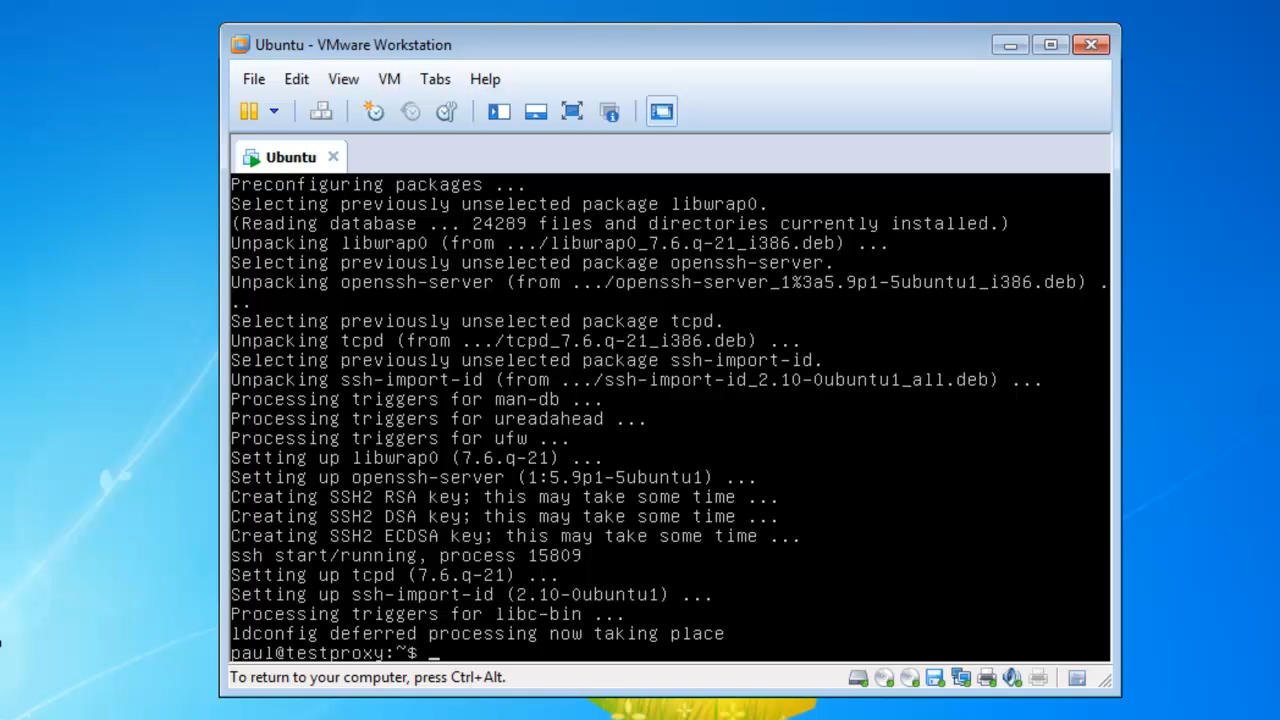 Ubuntu - VMware Workstation
File Edit View VM Tabs Help
Ubuntu
Preconfiguring packages ...
Selecting previously unselected package libwrap0.
(Reading database ... 24289 files and directories currently installed.)
Unpacking libwrap0 (from .../libwrap0_7.6.q-21_i386.deb) ...
Selecting previously unselected package openssh-server.
Unpacking openssh-server (from .../openssh-server_1%3a5.9p1-5ubuntu1_i386.deb) .
..
Selecting previously unselected package tcpd.
Unpacking tcpd (from .../tcpd_7.6.q-21_i386.deb) ...
Selecting previously unselected package ssh-import-id.
Unpacking ssh-import-id (from .../ssh-import-id_2.10-0ubuntu1_all.deb) ...
Processing triggers for man-db ...
Processing triggers for ureadahead ...
Processing triggers for ufw ...
Setting up libwrap0 (7.6.q-21) ...
Setting up openssh-server (1:5.9p1-5ubuntu1) ...
Creating SSH2 RSA key; this may take some time ...
Creating SSH2 DSA key; this may take some time ...
Creating SSH2 ECDSA key; this may take some time ...
ssh start/running, process 15809
Setting up tcpd (7.6.q-21) ...
Setting up ssh-import-id (2.10-0ubuntu1) ...
Processing triggers for libc-bin ...
ldconfig deferred processing now taking place
paul@testproxy:~$ _
To return to your computer, press Ctrl+Alt.